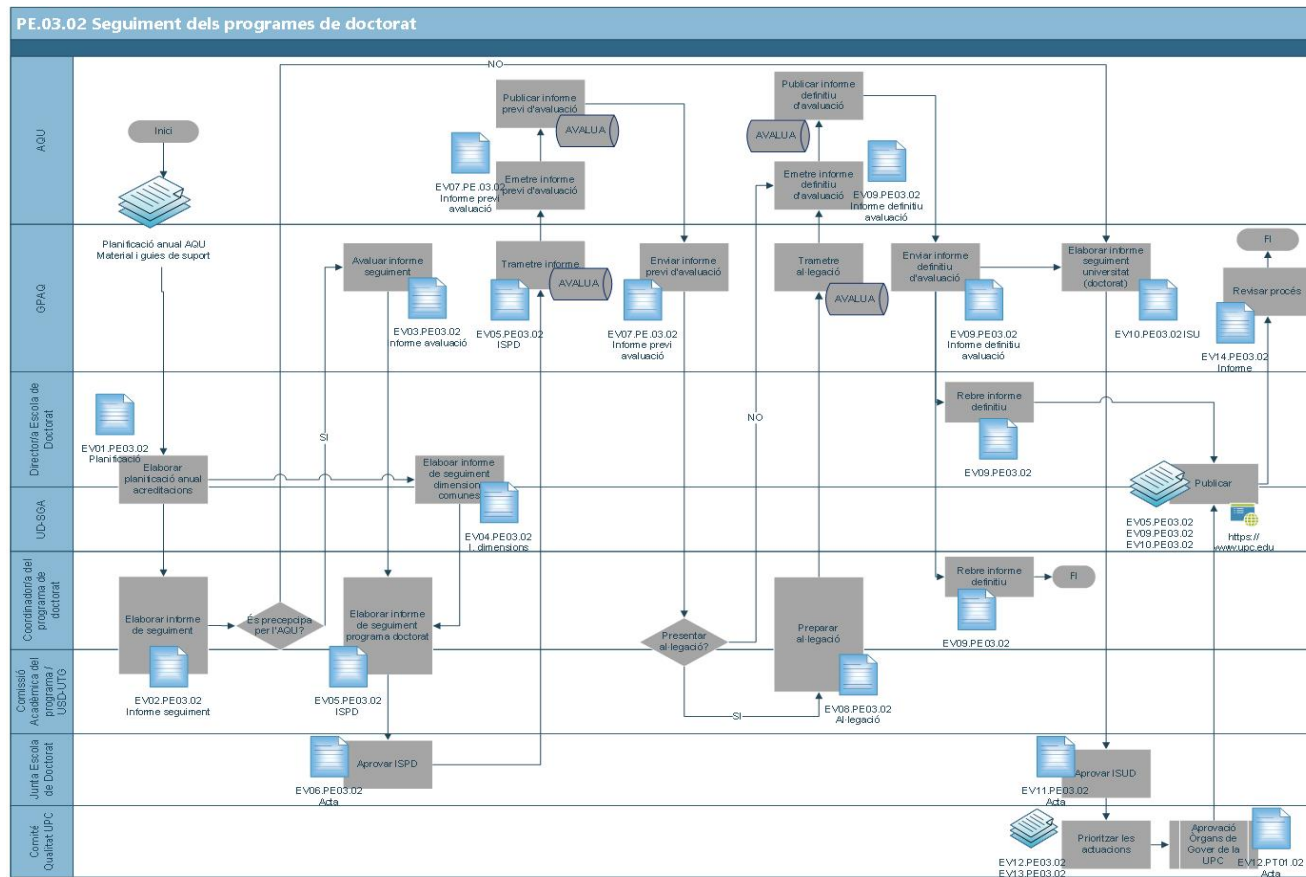 PE.03.02 Seguiment dels programes de doctorat
AQU
Inici
Planificació anual AQU
Material i guies de suport
NO
Publicar informe
previ d'avaluació
AVALUA
EV07.PE.03.02
Informe previ
avaluació
Emetre informe
previ d'avaluació
Publicar informe
definitiu
d'avaluació
AVALUA
Emetre informe
definitiu
d'avaluació
EV09.PE03.02
Informe definitiu
avaluació
GPAQ
Avaluar informe
seguiment
EV03.PE03.02
nforme avaluació
Trametre informe
AVALUA
EV05.PE03.02
ISPD
Enviar informe
previ d'avaluació
EV07.PE.03.02
Informe previ
avaluació
Trametre
al·legació
AVALUA
Enviar informe
definitiu
d'avaluació
EV09.PE03.02
Informe definitiu
avaluació
Elaborar informe
seguiment
universitat
(doctorat)
EV10.PE03.02 ISU
FI
Revisar procés
EV14.PE03.02
Informe
Director/a Escola de
Doctorat
EV01.PE03.02
Planificació
Elaborar
planificació anual
acreditacions
SI
Elaboar informe
de seguiment
dimension
comunes
NO
Rebre informe
definitiu
EV09.PE03.02
Publicar
UD-SGA
EV04.PE03.02
I. dimensions
EV05.PE03.02
EV09.PE03.02
EV10.PE03.02
https://
www.upc.edu
Coordinador/a del
programa de
doctorat
Elaborar informe
de seguiment
És precepcipa
per l'AQU?
Elaborar informe
de seguiment
programa doctorat
Presentar
al·legació?
Preparar
al·legació
Rebre informe
definitiu
EV09.PE03.02
FI
Comissió
Acadèmica del
programa /
USD-UTG
EV02.PE03.02
Informe seguiment
EV05.PE03.02
ISPD
SI
EV08.PE03.02
Al·legació
Junta Escola
de Doctorat
Aprovar ISPD
EV06.PE03.02
Acta
Aprovar ISUD
EV11.PE03.02
Acta
Comité
Qualitat UPC
EV12.PE03.02
EV13.PE03.02
Prioritzar les
actuacions
Aprovació
Òrgans de
Gover de la
UPC
EV12.PT01.02
Acta